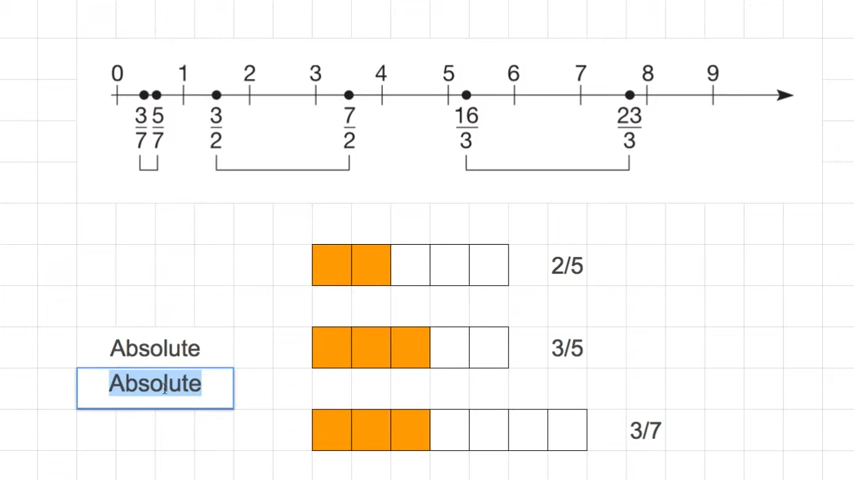 0 1 2 3 4 5 6 7 8 9
3/7 5/7 3/2 7/2 16/3 23/3
2/5
Absolute 3/5
Absolute
3/7